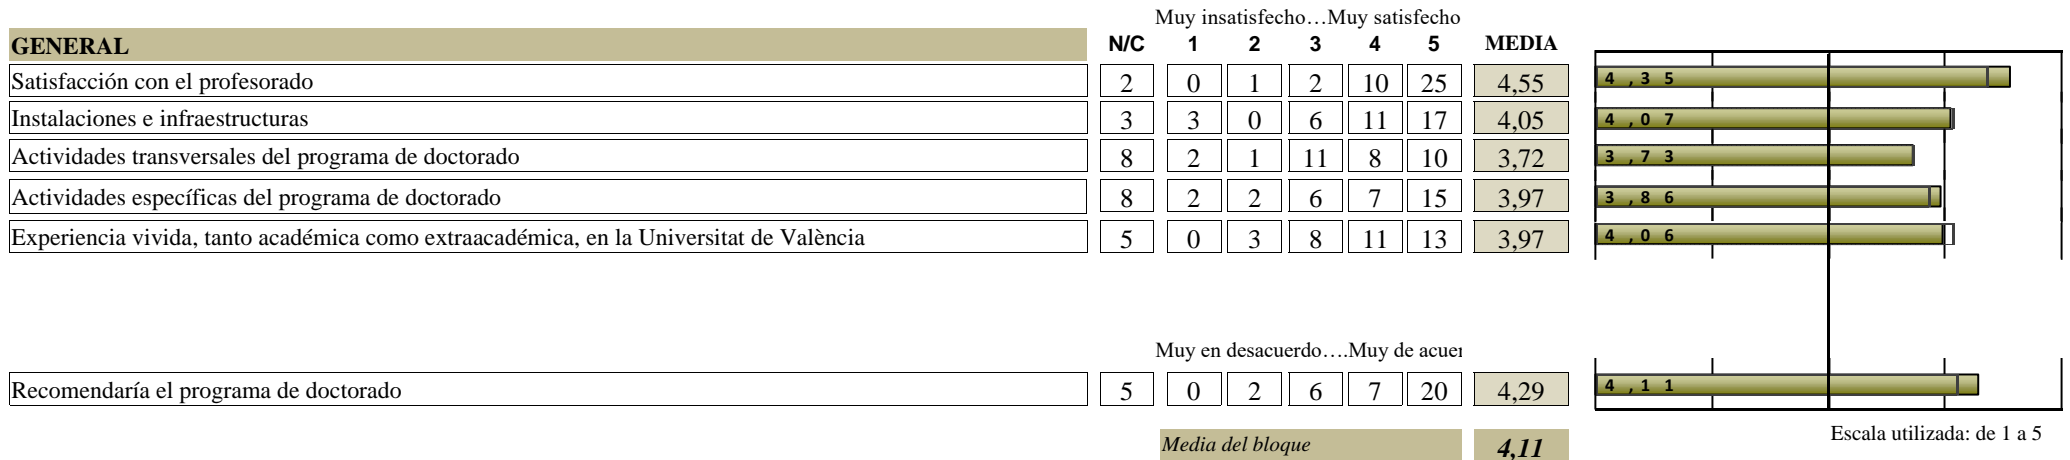 Muy insatisfecho…Muy satisfecho
GENERAL N/C 1 2 3 4 5 MEDIA
Satisfacción con el profesorado 2 0 1 2 10 25 4,55 4,35
Instalaciones e infraestructuras 3 3 0 6 11 17 4,05 4,07
Actividades transversales del programa de doctorado 8 2 1 11 8 10 3,72 3,73
Actividades específicas del programa de doctorado 8 2 2 6 7 15 3,97 3,86
Experiencia vivida, tanto académica como extraacadémica, en la Universitat de València 5 0 3 8 11 13 3,97 4,06
Muy en desacuerdo….Muy de acuer
Recomendaría el programa de doctorado 5 0 2 6 7 20 4,29 4,11
Media del bloque 4,11
Escala utilizada: de 1 a 5